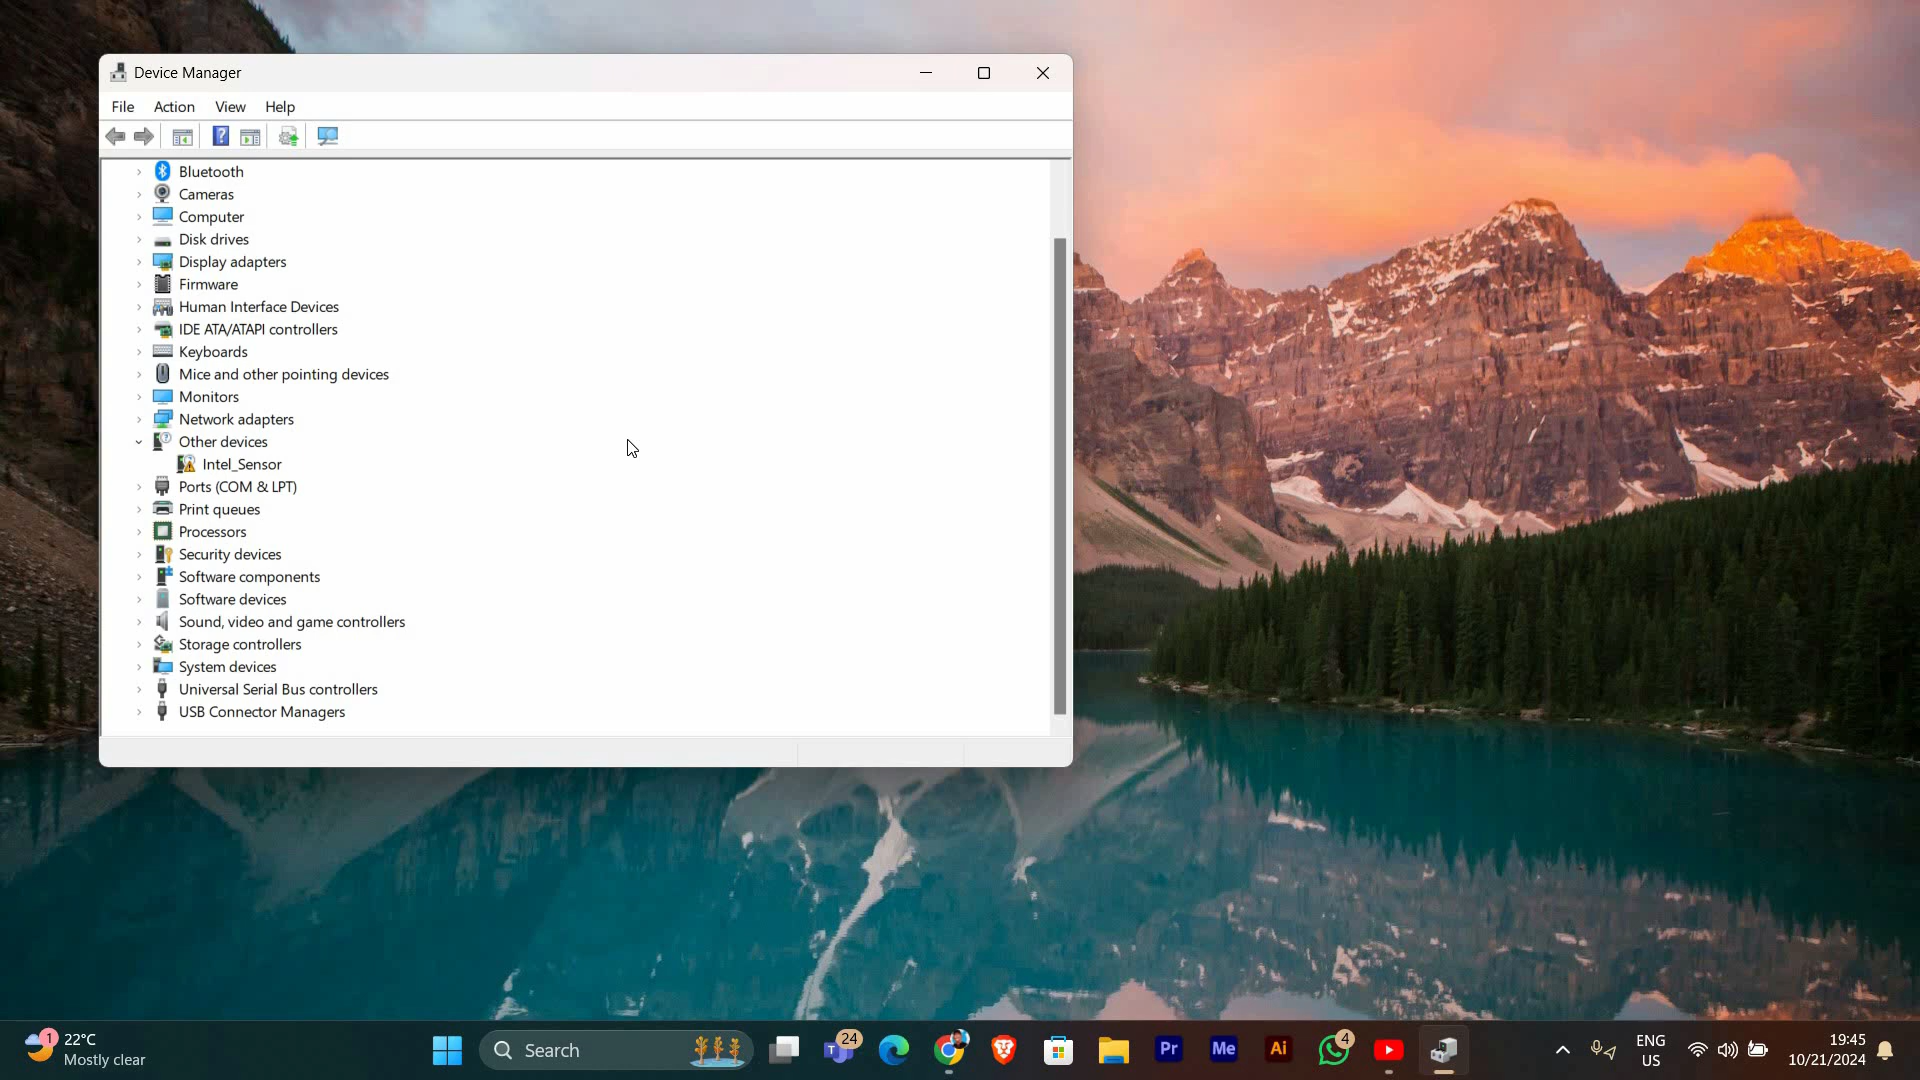 Device Manager
File Action View Help
Bluetooth
Cameras
Computer
Disk drives
Display adapters
Firmware
Human Interface Devices
IDE ATA/ATAPI controllers
Keyboards
Mice and other pointing devices
Monitors
Network adapters
Other devices
Intel_Sensor
Ports (COM & LPT)
Print queues
Processors
Security devices
Software components
Software devices
Sound, video and game controllers
Storage controllers
System devices
Universal Serial Bus controllers
USB Connector Managers
1
22°C
Mostly clear
Search
24
T
Pr
Me
Ai
4
ENG
US
19:45
10/21/2024